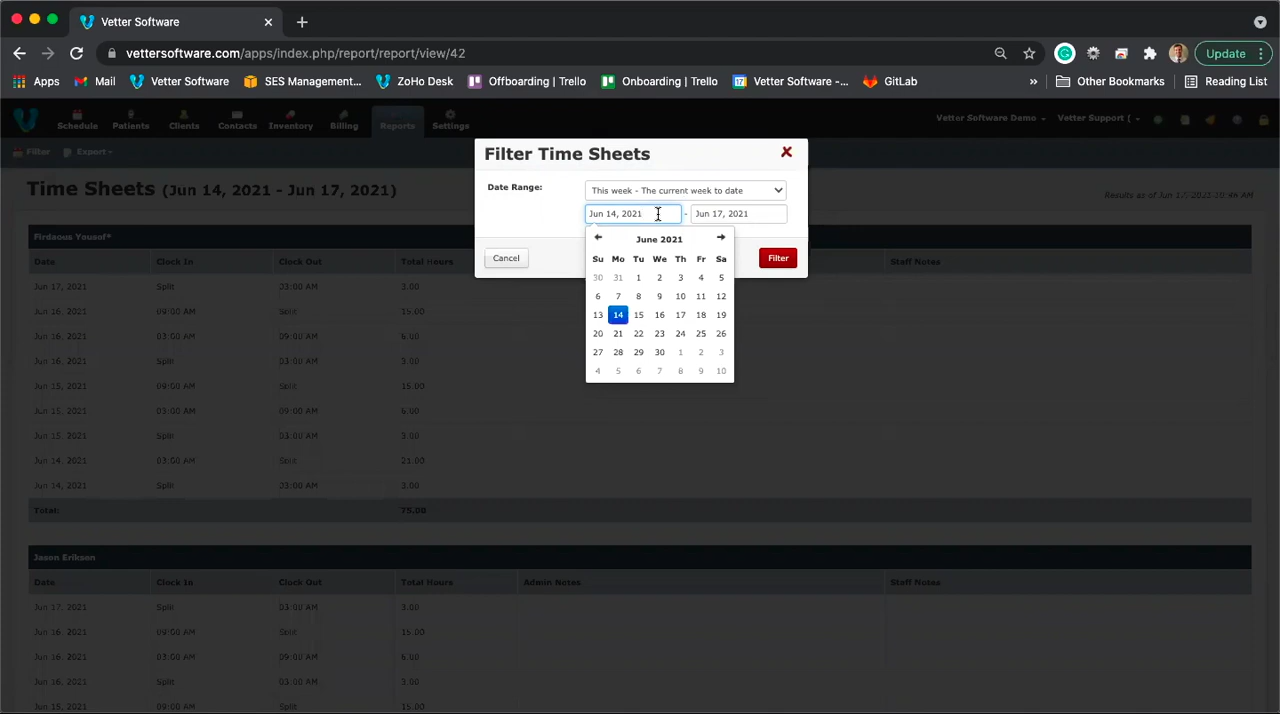 Vetter Software
vettersoftware.com/apps/index.php/report/report/view/42
Update
Apps Mail Vetter Software SES Management... ZoHo Desk Offboarding | Trello Onboarding | Trello 17 Vetter Software -... GitLab » Other Bookmarks Reading List
Schedule Patients Clients Contacts Inventory Billing Reports Settings
Vetter Software Demo Vetter Support [
Filter Export
Time Sheets (Jun 14, 2021 - Jun 17, 2021)
Results as of Jun
Filter Time Sheets
Date Range: This week - The current week to date
Jun 14, 2021 - Jun 17, 2021
Cancel Filter
June 2021
Su Mo Tu We Th Fr Sa
30 31 1 2 3 4 5
6 7 8 9 10 11 12
13 14 15 16 17 18 19
20 21 22 23 24 25 26
27 28 29 30 1 2 3
4 5 6 7 8 9 10
Firdaous Yousof*
Date Clock In Clock Out Total Hours Staff Notes
Jun 17, 2021 Split 03:00 AM 3.00
Jun 16, 2021 09:00 AM Split 15.00
Jun 16, 2021 03:00 AM 09:00 AM 6.00
Jun 16, 2021 Split 03:00 AM 3.00
Jun 15, 2021 09:00 AM Split 15.00
Jun 15, 2021 03:00 AM 09:00 AM 6.00
Jun 15, 2021 Split 03:00 AM 3.00
Jun 14, 2021 03:00 AM Split 21.00
Jun 14, 2021 Split 03:00 AM 3.00
Total: 75.00
Jason Erikson
Date Clock In Clock Out Total Hours Admin Notes Staff Notes
Jun 17, 2021 Split 03:00 AM 3.00
Jun 16, 2021 09:00 AM Split 15.00
Jun 16, 2021 03:00 AM 09:00 AM 6.00
Jun 16, 2021 Split 03:00 AM 3.00
Jun 15, 2021 09:00 AM Split 15.00